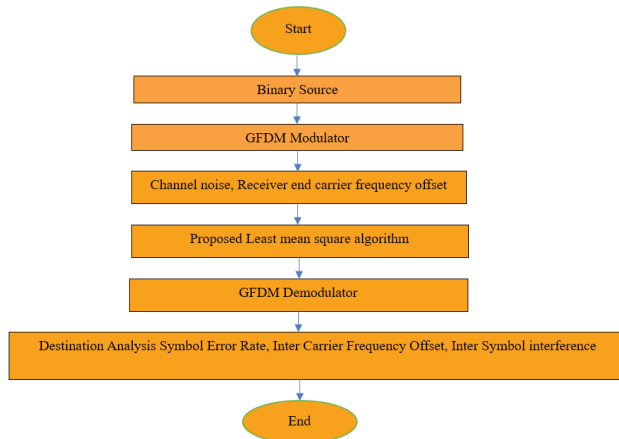 Start
Binary Source
GFDM Modulator
Channel noise, Receiver end carrier frequency offset
Proposed Least mean square algorithm
GFDM Demodulator
Destination Analysis Symbol Error Rate, Inter Carrier Frequency Offset, Inter Symbol interference
End